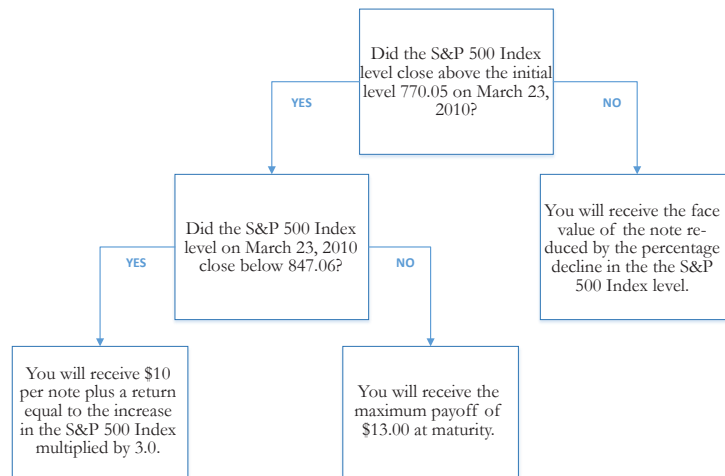 Did the S&P 500 Index
level close above the initial
level 770.05 on March 23,
2010?
YES
NO
Did the S&P 500 Index
level on March 23, 2010
close below 847.06?
You will receive the face
value of the note re-
duced by the percentage
decline in the the S&P
500 Index level.
YES
NO
You will receive $10
per note plus a return
equal to the increase
in the S&P 500 Index
multiplied by 3.0.
You will receive the
maximum payoff of
$13.00 at maturity.